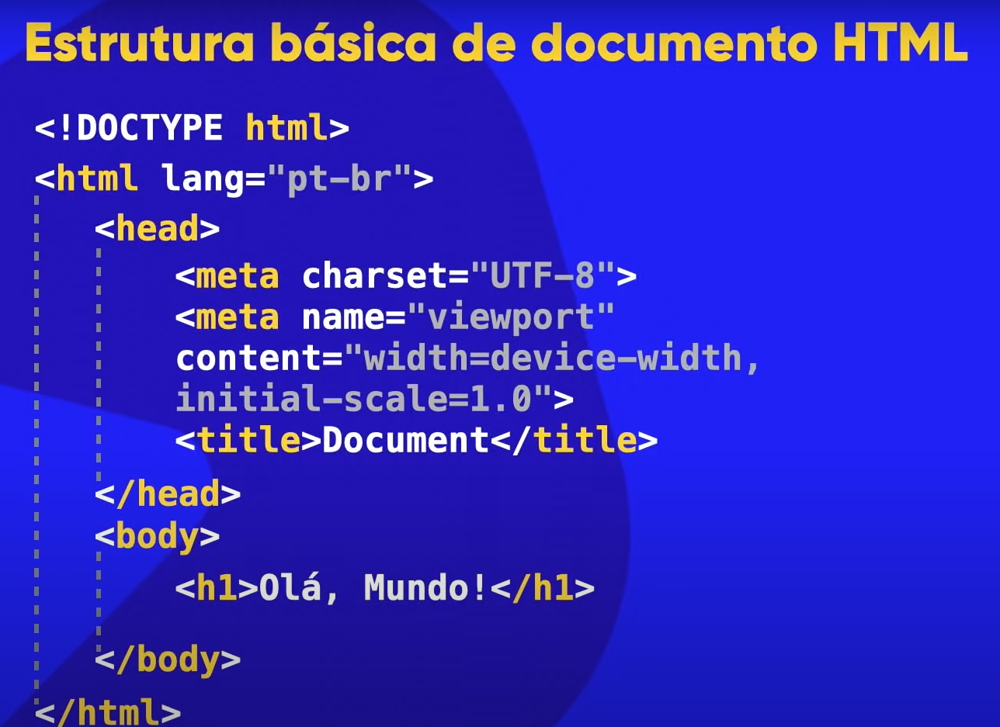 Estrutura básica de documento HTML
<!DOCTYPE html>
<html lang="pt-br">
<head>
<meta charset="UTF-8">
<meta name="viewport"
content="width=device-width,
initial-scale=1.0">
<title>Document</title>
</head>
<body>
<h1>Olá, Mundo!</h1>
</body>
</html>